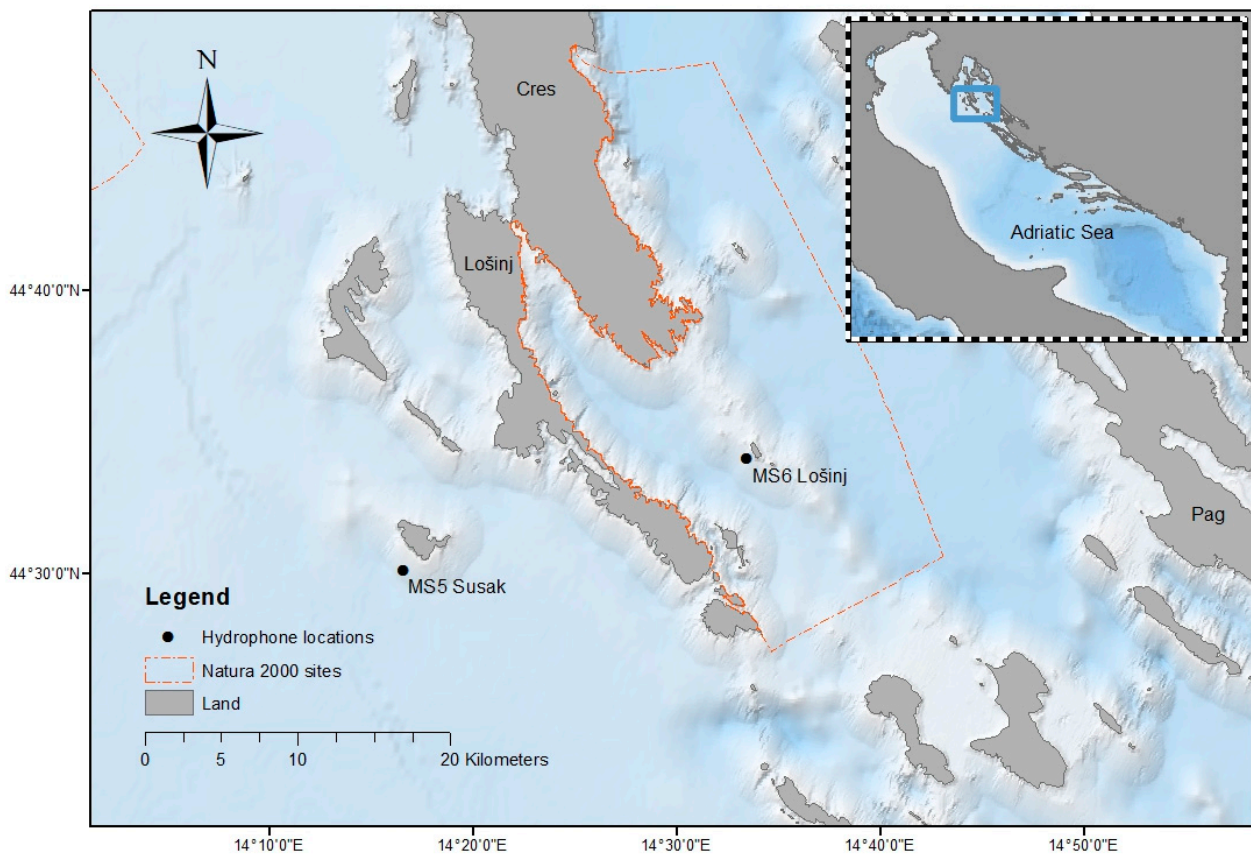 N
Cres
Lošinj
Adriatic Sea
MS6 Lošinj
Pag
MS5 Susak
44°40'0"N
44°30'0"N
Legend
Hydrophone locations
Natura 2000 sites
Land
0 5 10 20 Kilometers
14°10'0"E 14°20'0"E 14°30'0"E 14°40'0"E 14°50'0"E